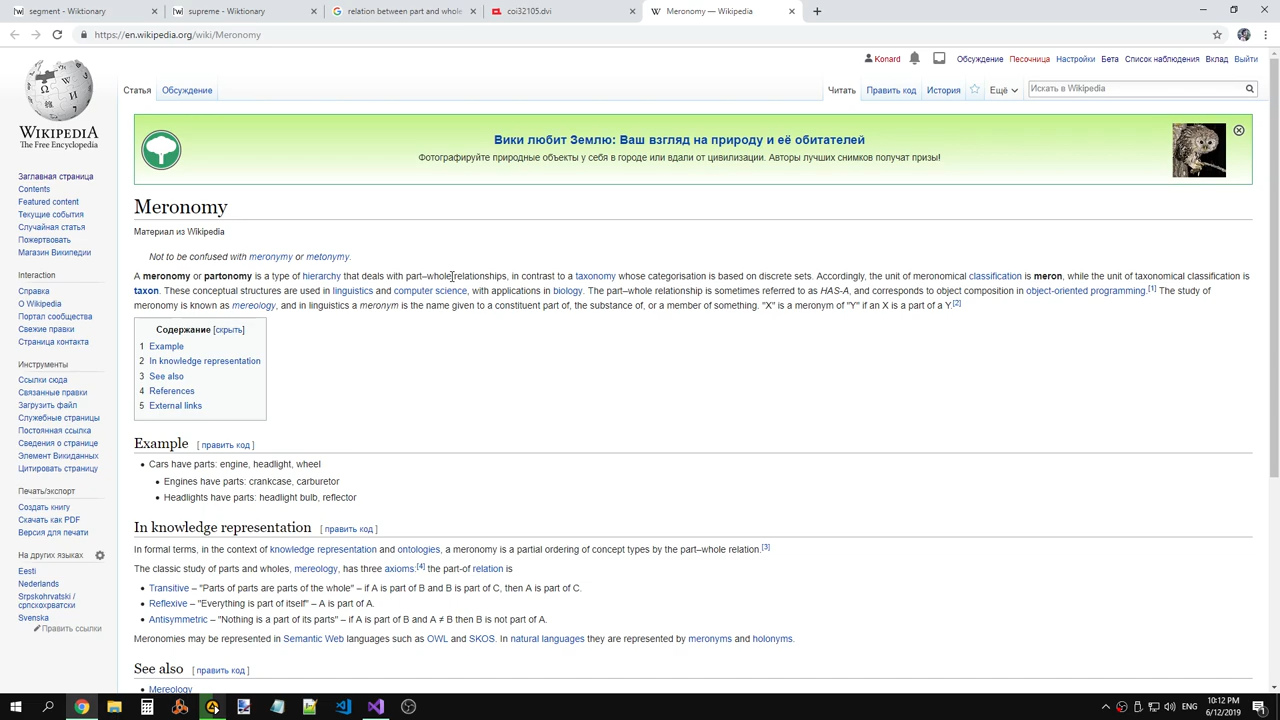 segment - Wiktionary
supreme - Wiktionary
relation between part and whole
coi32105.dvi
Meronomy — Wikipedia
https://en.wikipedia.org/wiki/Meronomy
Konard
Обсуждение
Песочница
Настройки
Бета
Список наблюдения
Вклад
Выйти
Статья
Обсуждение
Читать
Править код
История
Ещё
Искать в Wikipedia
WIKIPEDIA
The Free Encyclopedia
Вики любит Землю: Ваш взгляд на природу и её обитателей
Фотографируйте природные объекты у себя в городе или вдали от цивилизации. Авторы лучших снимков получат призы!
Заглавная страница
Contents
Featured content
Текущие события
Случайная статья
Пожертвовать
Магазин Википедии
Interaction
Справка
О Wikipedia
Портал сообщества
Свежие правки
Страница контакта
Инструменты
Ссылки сюда
Связанные правки
Загрузить файл
Служебные страницы
Постоянная ссылка
Сведения о странице
Элемент Викиданных
Цитировать страницу
Печать/экспорт
Создать книгу
Скачать как PDF
Версия для печати
На других языках
Eesti
Nederlands
Srpskohrvatski /
српскохрватски
Svenska
Править ссылки
Meronomy
Материал из Wikipedia
Not to be confused with meronymy or metonymy.
A meronomy or partonomy is a type of hierarchy that deals with part–whole relationships, in contrast to a taxonomy whose categorisation is based on discrete sets. Accordingly, the unit of meronomical classification is meron, while the unit of taxonomical classification is
taxon. These conceptual structures are used in linguistics and computer science, with applications in biology. The part–whole relationship is sometimes referred to as HAS-A, and corresponds to object composition in object-oriented programming.[1] The study of
meronomy is known as mereology, and in linguistics a meronym is the name given to a constituent part of, the substance of, or a member of something. "X" is a meronym of "Y" if an X is a part of a Y.[2]
Содержание [скрыть]
1 Example
2 In knowledge representation
3 See also
4 References
5 External links
Example [ править код ]
Cars have parts: engine, headlight, wheel
Engines have parts: crankcase, carburetor
Headlights have parts: headlight bulb, reflector
In knowledge representation [ править код ]
In formal terms, in the context of knowledge representation and ontologies, a meronomy is a partial ordering of concept types by the part–whole relation.[3]
The classic study of parts and wholes, mereology, has three axioms:[4] the part-of relation is
Transitive – "Parts of parts are parts of the whole" – if A is part of B and B is part of C, then A is part of C.
Reflexive – "Everything is part of itself" – A is part of A.
Antisymmetric – "Nothing is a part of its parts" – if A is part of B and A ≠ B then B is not part of A.
Meronomies may be represented in Semantic Web languages such as OWL and SKOS. In natural languages they are represented by meronyms and holonyms.
See also [ править код ]
Mereology
ENG
10:12 PM
6/12/2019